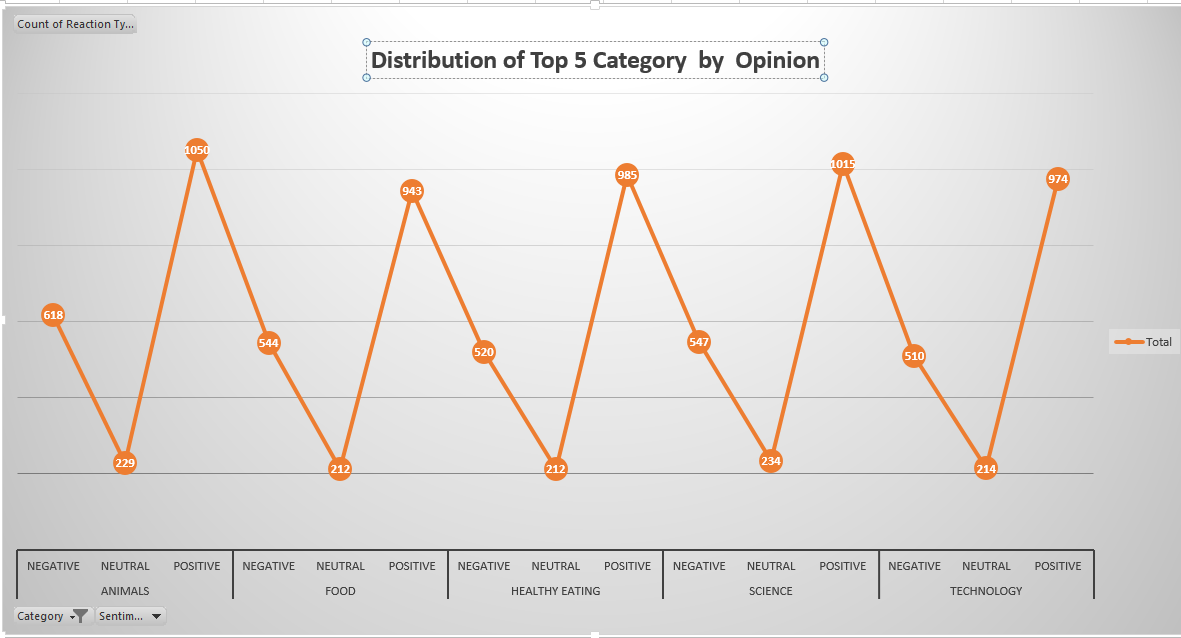 Count of Reaction Ty...
Distribution of Top 5 Category by Opinion
1050
1015
985
974
943
618
544
547
520
510
229
212
212
234
214
Total
NEGATIVE NEUTRAL POSITIVE NEGATIVE NEUTRAL POSITIVE NEGATIVE NEUTRAL POSITIVE NEGATIVE NEUTRAL POSITIVE NEGATIVE NEUTRAL POSITIVE
ANIMALS FOOD HEALTHY EATING SCIENCE TECHNOLOGY
Category Sentim...